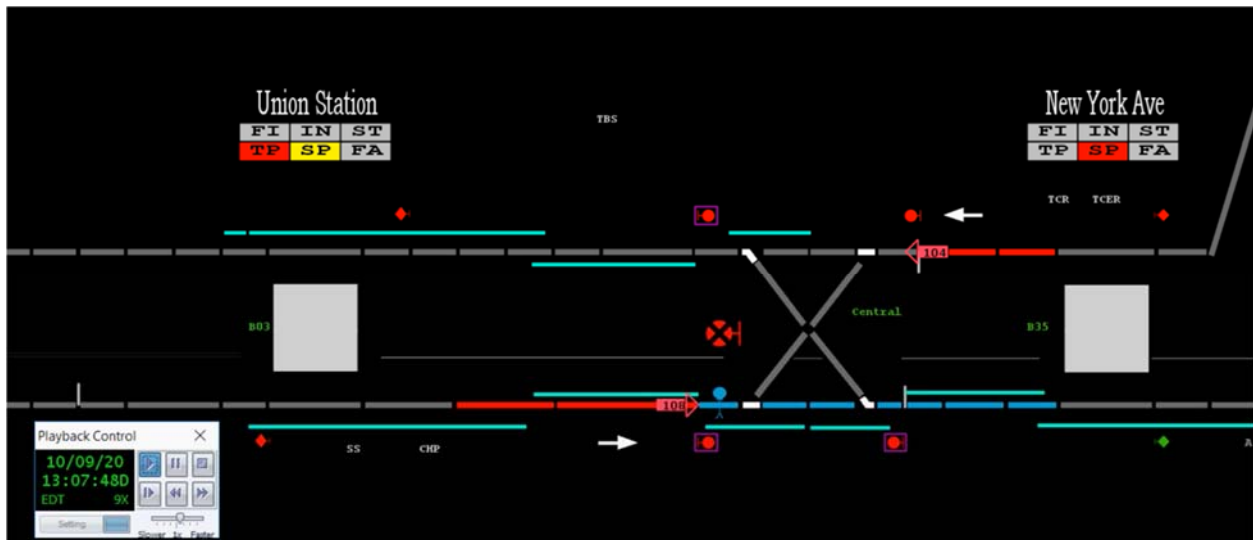 Union Station
FI IN ST
TP SP FA
TBS
New York Ave
FI IN ST
TP SP FA
TCR TCER
104
B03
Central
B35
108
SS CHP
A
Playback Control
10/09/20
13:07:48D
EDT 9X
Setting
Slower 1x Faster